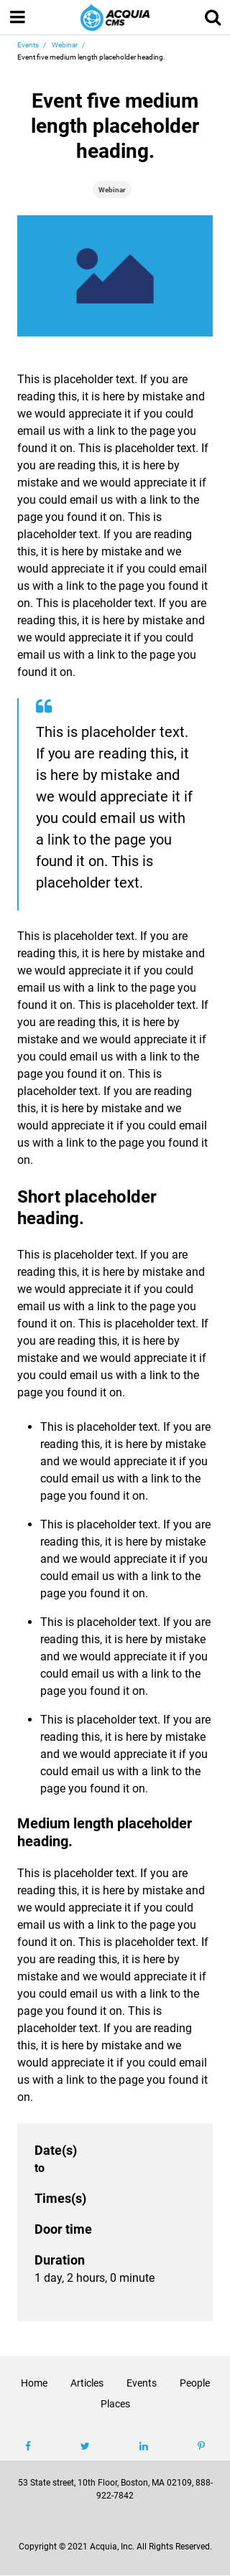 ACQUIA
CMS
Events / Webinar /
Event five medium length placeholder heading.
Event five medium
length placeholder
heading.
Webinar
This is placeholder text. If you are
reading this, it is here by mistake and
we would appreciate it if you could
email us with a link to the page you
found it on. This is placeholder text. If
you are reading this, it is here by
mistake and we would appreciate it if
you could email us with a link to the
page you found it on. This is
placeholder text. If you are reading
this, it is here by mistake and we
would appreciate it if you could email
us with a link to the page you found it
on. This is placeholder text. If you are
reading this, it is here by mistake and
we would appreciate it if you could
email us with a link to the page you
found it on.
This is placeholder text.
If you are reading this, it
is here by mistake and
we would appreciate it if
you could email us with
a link to the page you
found it on. This is
placeholder text.
This is placeholder text. If you are
reading this, it is here by mistake and
we would appreciate it if you could
email us with a link to the page you
found it on. This is placeholder text. If
you are reading this, it is here by
mistake and we would appreciate it if
you could email us with a link to the
page you found it on. This is
placeholder text. If you are reading
this, it is here by mistake and we
would appreciate it if you could email
us with a link to the page you found it
on.
Short placeholder
heading.
This is placeholder text. If you are
reading this, it is here by mistake and
we would appreciate it if you could
email us with a link to the page you
found it on. This is placeholder text. If
you are reading this, it is here by
mistake and we would appreciate it if
you could email us with a link to the
page you found it on.
• This is placeholder text. If you are
reading this, it is here by mistake
and we would appreciate it if you
could email us with a link to the
page you found it on.
• This is placeholder text. If you are
reading this, it is here by mistake
and we would appreciate it if you
could email us with a link to the
page you found it on.
• This is placeholder text. If you are
reading this, it is here by mistake
and we would appreciate it if you
could email us with a link to the
page you found it on.
• This is placeholder text. If you are
reading this, it is here by mistake
and we would appreciate it if you
could email us with a link to the
page you found it on.
Medium length placeholder
heading.
This is placeholder text. If you are
reading this, it is here by mistake and
we would appreciate it if you could
email us with a link to the page you
found it on. This is placeholder text. If
you are reading this, it is here by
mistake and we would appreciate it if
you could email us with a link to the
page you found it on. This is
placeholder text. If you are reading
this, it is here by mistake and we
would appreciate it if you could email
us with a link to the page you found it
on.
Date(s)
to
Times(s)
Door time
Duration
1 day, 2 hours, 0 minute
Home Articles Events People
Places
53 State street, 10th Floor, Boston, MA 02109, 888-
922-7842
Copyright © 2021 Acquia, Inc. All Rights Reserved.